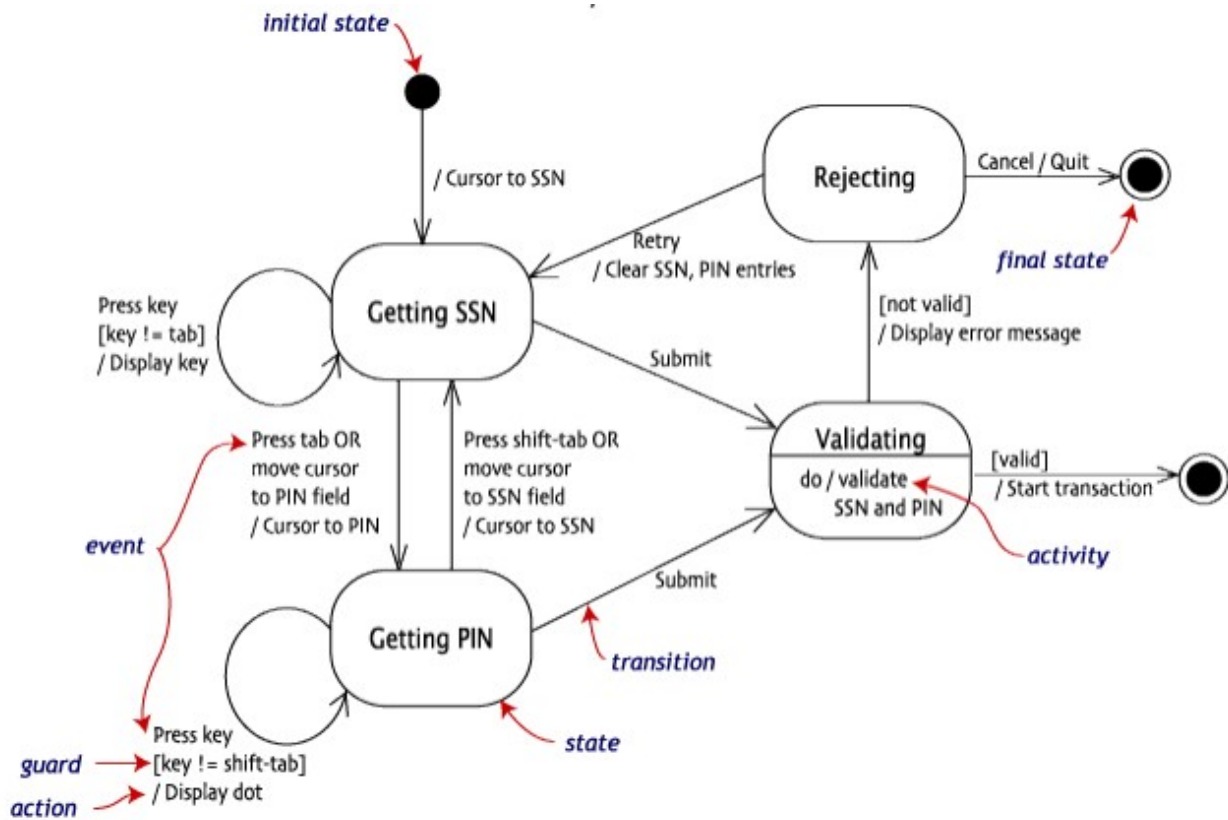 initial state
/ Cursor to SSN
Rejecting
Cancel / Quit
final state
Retry
/ Clear SSN, PIN entries
Getting SSN
Press key
[key != tab]
/ Display key
[not valid]
/ Display error message
Submit
Press tab OR
move cursor
to PIN field
/ Cursor to PIN
Press shift-tab OR
move cursor
to SSN field
/ Cursor to SSN
Validating
do / validate
SSN and PIN
[valid]
/ Start transaction
event
activity
Submit
Getting PIN
transition
state
Press key
guard
[key != shift-tab]
action
/ Display dot